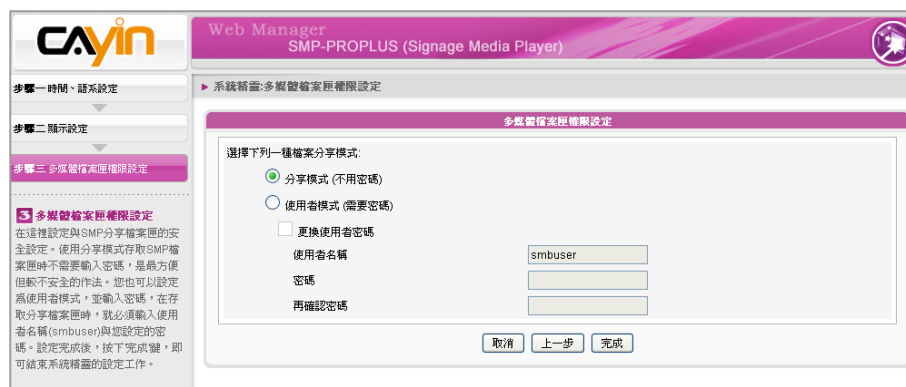 CAYIN
Web Manager
SMP-PROPLUS (Signage Media Player)
步驟一 時間、語系設定
步驟二 顯示設定
步驟三 多媒體檔案匣權限設定
3 多媒體檔案匣權限設定
在這裡設定與SMP分享檔案匣的安
全設定。使用分享模式存取SMP檔
案匣時不需要輸入密碼，是最方便
但較不安全的作法。您也可以設定
為使用者模式，並輸入密碼，在存
取分享檔案匣時，就必須輸入使用
者名稱(smbuser)與您設定的密
碼。設定完成後，按下完成鍵，即
可結束系統精靈的設定工作。
系統精靈:多媒體檔案匣權限設定
多媒體檔案匣權限設定
選擇下列一種檔案分享模式:
分享模式 (不用密碼)
使用者模式 (需要密碼)
更換使用者密碼
使用者名稱 smbuser
密碼
再確認密碼
取消 上一步 完成